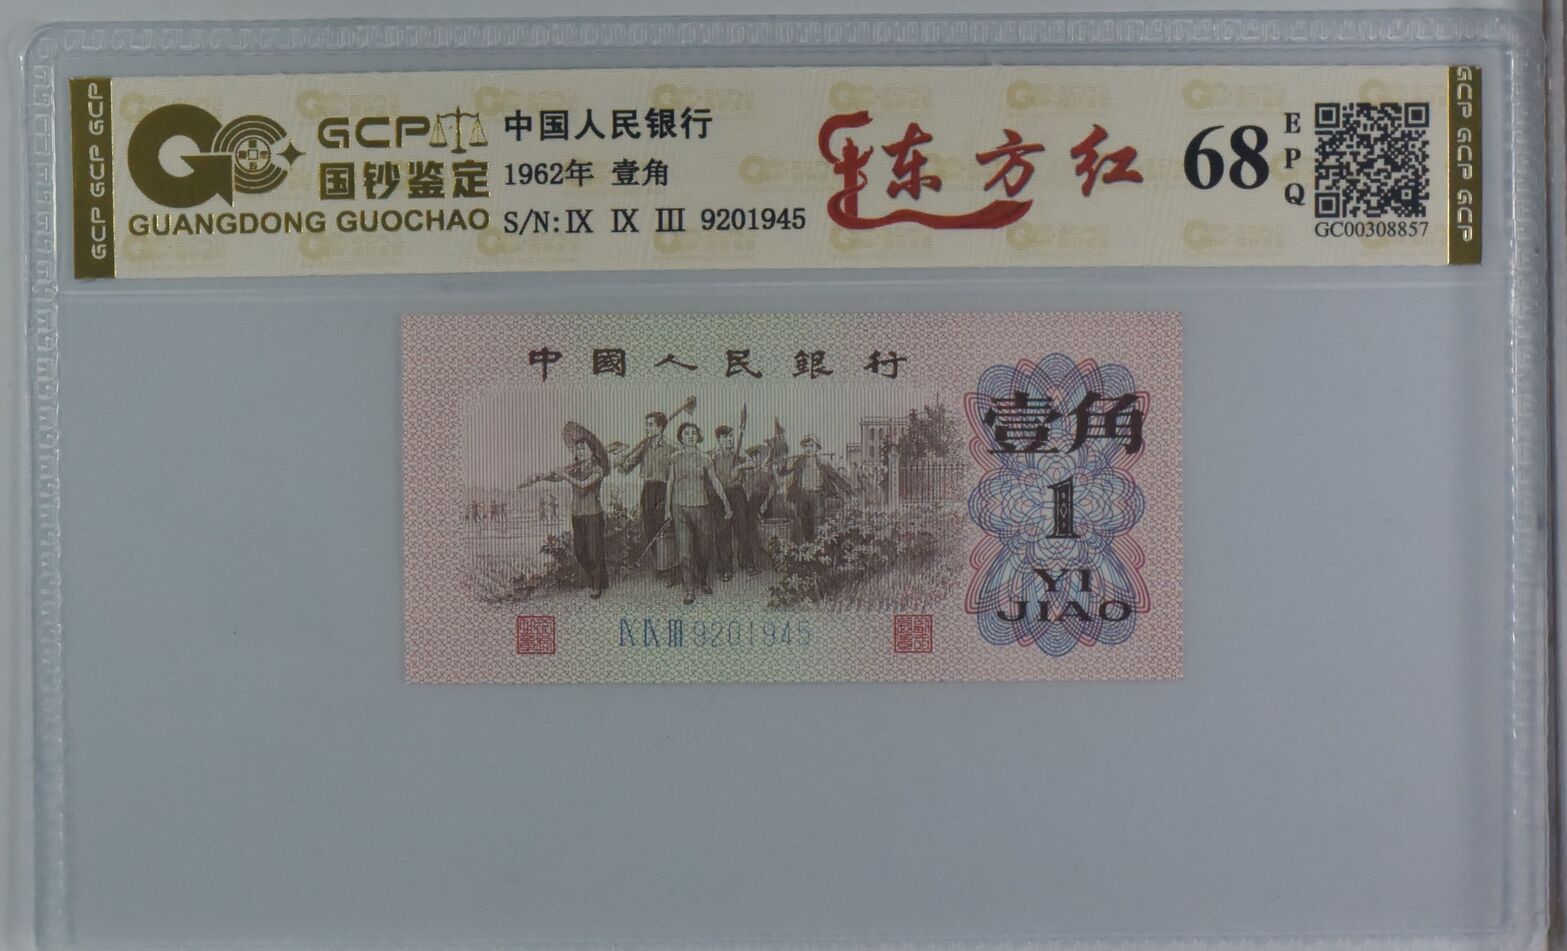 GCP GCP GCP
GCP
国钞鉴定
GUANGDONG GUOCHAO
中国人民银行
1962年 壹角
S/N: IX IX III 9201945
东方红
68
EPQ
GC00308857
GCP GCP GCP
中國人民銀行
壹角
1
YI
JIAO
IX IX III 9201945